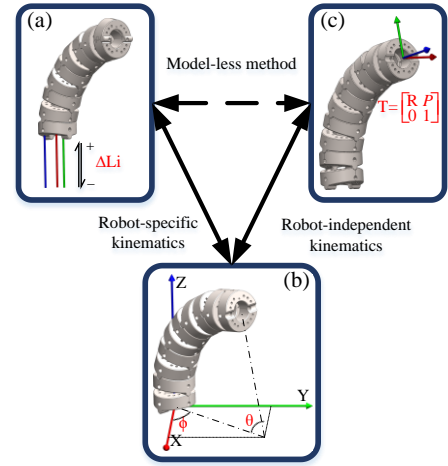 (a)
+
ΔLi
−
Model-less method
(c)
T=[R P
0 1]
Robot-specific
kinematics
Robot-independent
kinematics
(b)
Z
Y
X
ϕ
θ